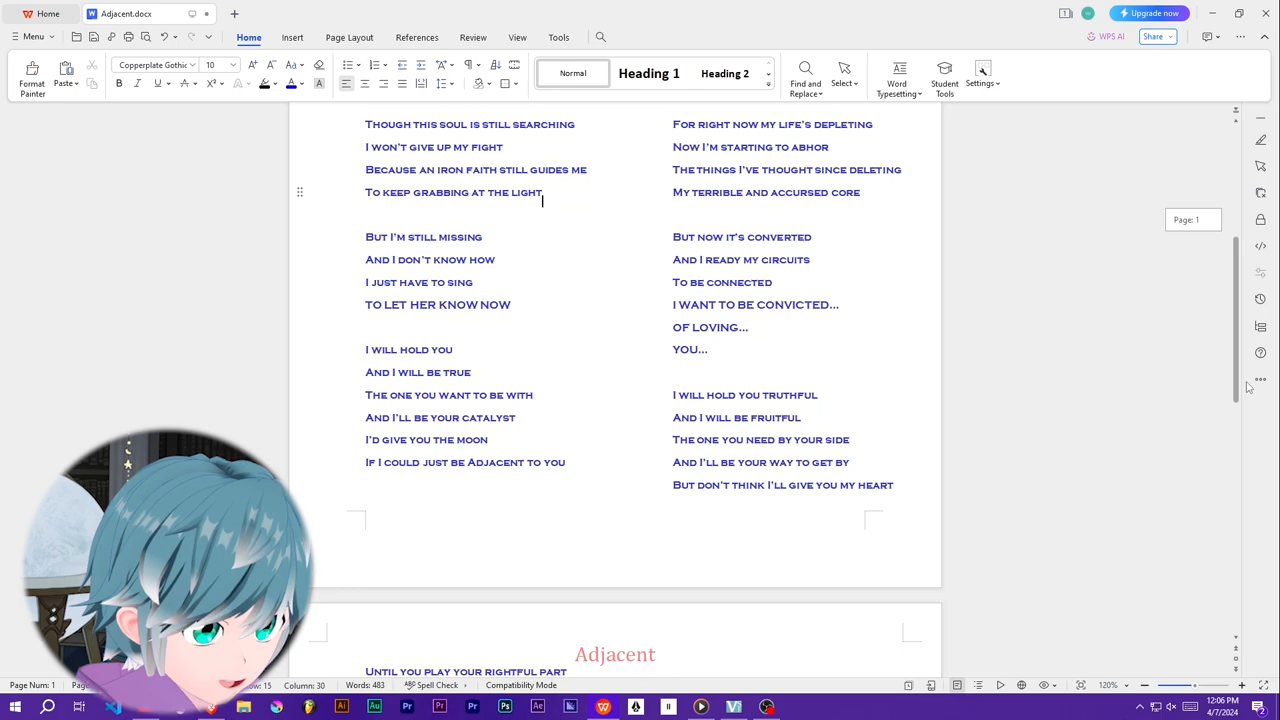 Home
Adjacent.docx
Upgrade now
Menu
Home
Insert
Page Layout
References
Review
View
Tools
WPS AI
Share
Format Painter
Paste
Copperplate Gothic
10
Normal
Heading 1
Heading 2
Find and Replace
Select
Word Typesetting
Student Tools
Settings
Though this soul is still searching
I won't give up my fight
Because an iron faith still guides me
To keep grabbing at the light
But I'm still missing
And I don't know how
I just have to sing
TO LET HER KNOW NOW
I will hold you
And I will be true
The one you want to be with
And I'll be your catalyst
I'd give you the moon
If I could just be Adjacent to you
For right now my life's depleting
Now I'm starting to abhor
The things I've thought since deleting
My terrible and accursed core
But now it's converted
And I ready my circuits
To be connected
I WANT TO BE CONVICTED...
OF LOVING...
YOU...
I will hold you truthful
And I will be fruitful
The one you need by your side
And I'll be your way to get by
But don't think I'll give you my heart
Page: 1
Adjacent
Until you play your rightful part
Page Num: 1
Row: 15
Column: 30
Words: 483
Spell Check
Compatibility Mode
120%
12:06 PM
4/7/2024